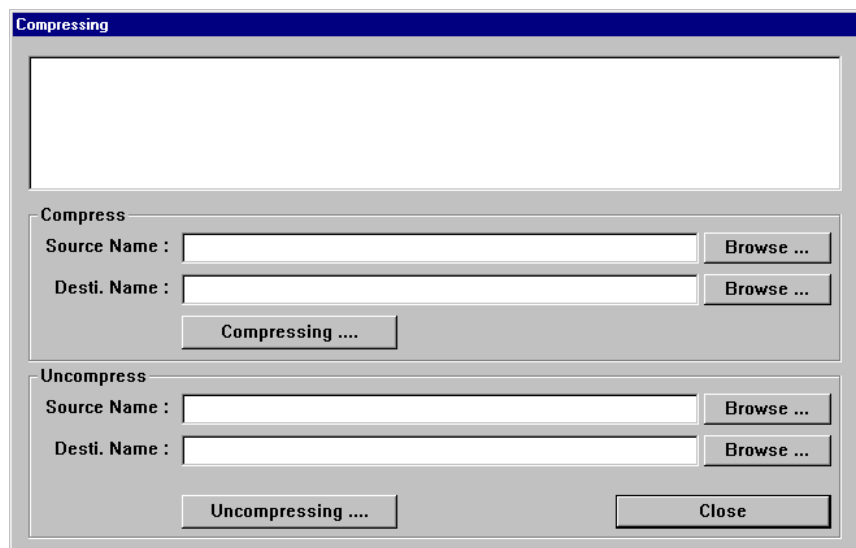 Compressing
Compress
Source Name : Browse ...
Desti. Name : Browse ...
Compressing ....
Uncompress
Source Name : Browse ...
Desti. Name : Browse ...
Uncompressing .... Close